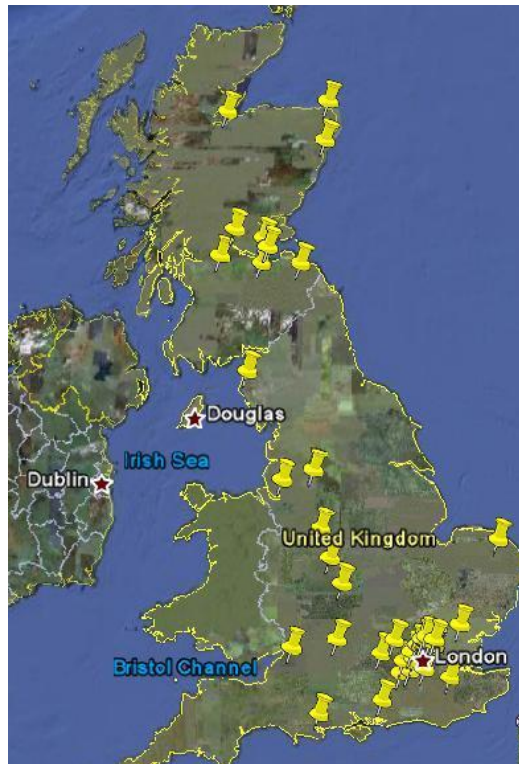 Douglas
Irish Sea
Dublin
United Kingdom
Bristol Channel
London